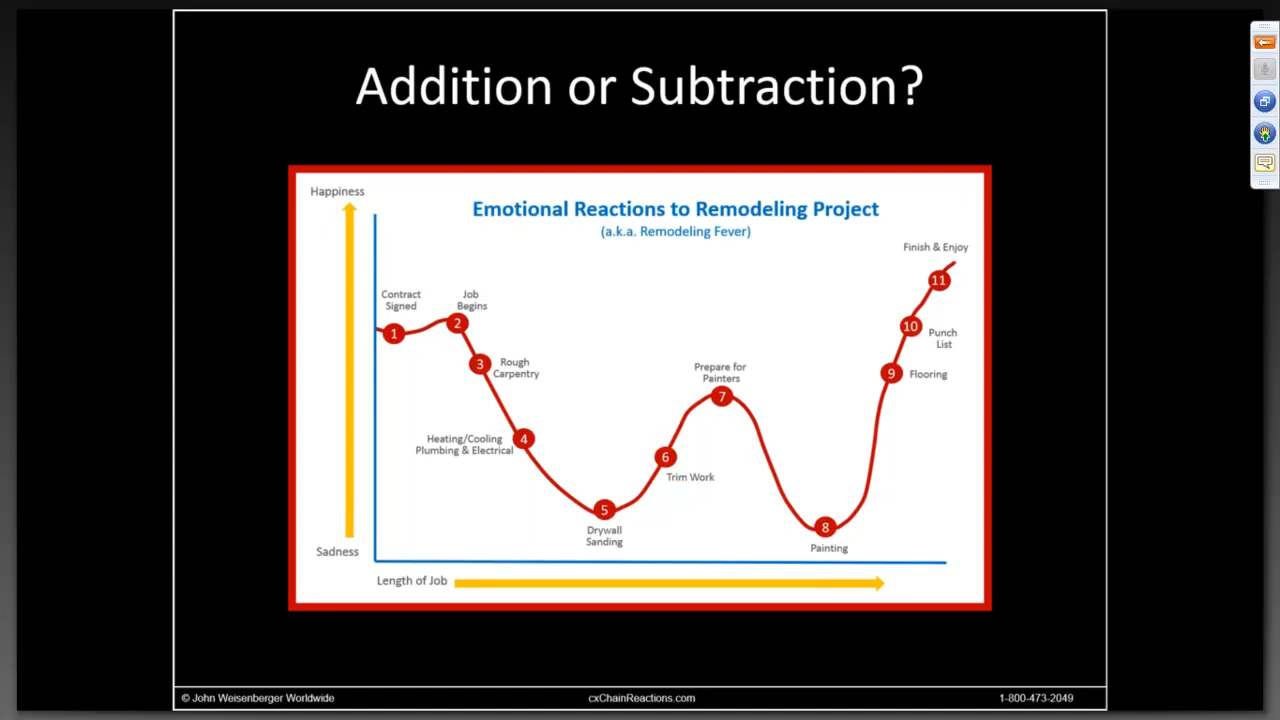 Addition or Subtraction?
Happiness
Emotional Reactions to Remodeling Project
(a.k.a. Remodeling Fever)
Finish & Enjoy
11
Contract
Signed
1
Job
Begins
2
10
Punch
List
3
Rough
Carpentry
Prepare for
Painters
7
9
Flooring
Heating/Cooling
Plumbing & Electrical
4
6
Trim Work
5
Drywall
Sanding
8
Painting
Sadness
Length of Job
© John Weisenberger Worldwide
cxChainReactions.com
1-800-473-2049